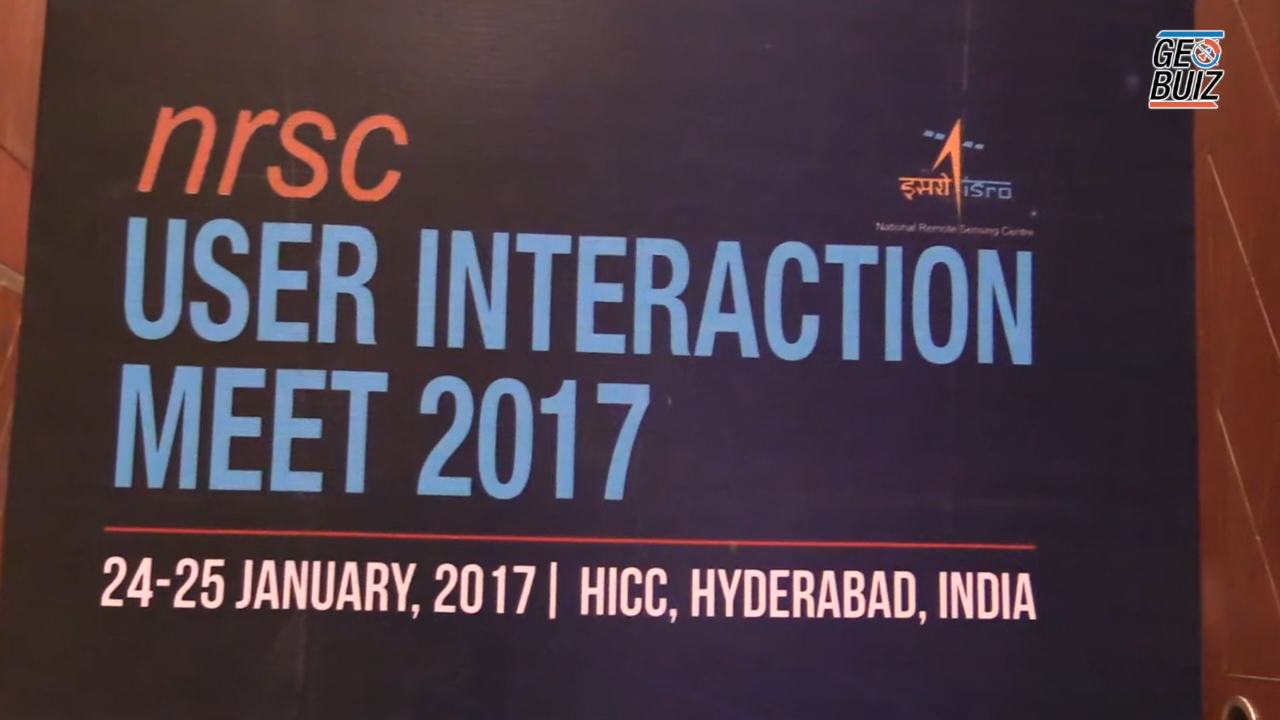 GEO
BUIZ
nrsc
इसरो isro
National Remote Sensing Centre
USER INTERACTION
MEET 2017
24-25 JANUARY, 2017 | HICC, HYDERABAD, INDIA